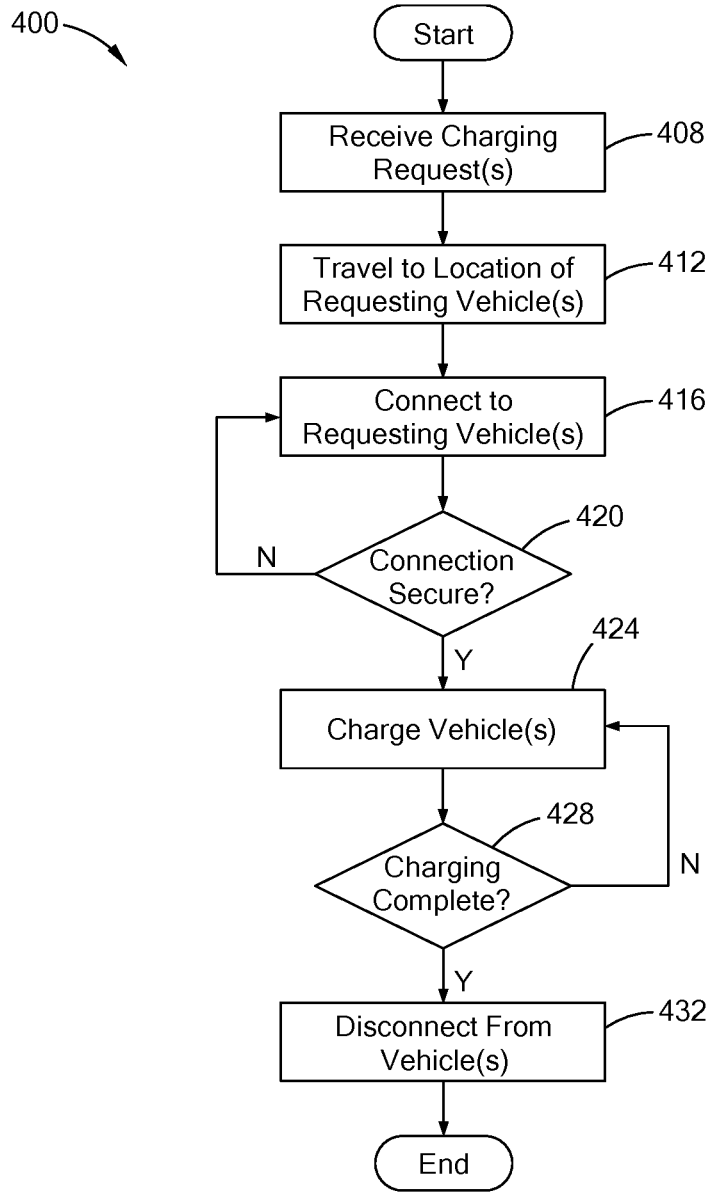 400
Start
Receive Charging
Request(s)
408
Travel to Location of
Requesting Vehicle(s)
412
Connect to
Requesting Vehicle(s)
416
420
Connection
Secure?
N
Y
424
Charge Vehicle(s)
428
Charging
Complete?
N
Y
Disconnect From
Vehicle(s)
432
End